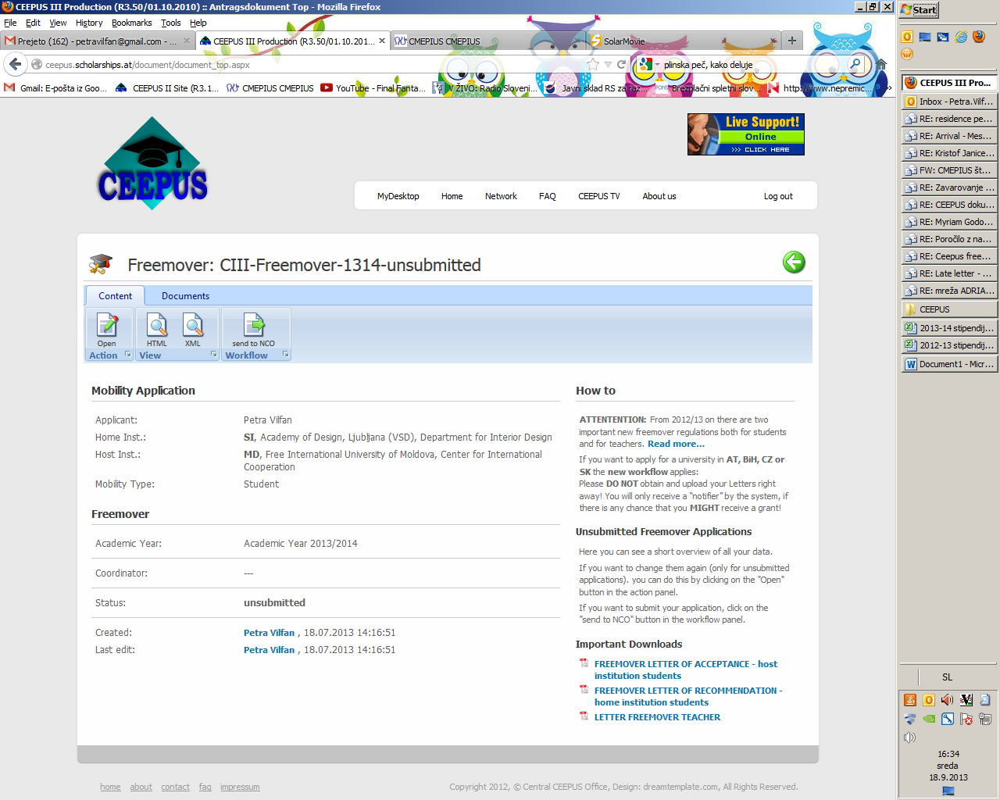 CEEPUS III Production (R3.50/01.10.2010) :: Antragsdokument Top - Mozilla Firefox
File Edit View History Bookmarks Tools Help
Prejeto (162) - petravilfan@gmail.com - ...
CEEPUS III Production (R3.50/01.10.201...
CMEPIUS CMEPIUS
SolarMovie
ceepus.scholarships.at/document/document_top.aspx
plinska peč, kako deluje
Gmail: E-pošta iz Goo...
CEEPUS II Site (R3.1...
CMEPIUS CMEPIUS
YouTube - Final Fanta...
V ŽIVO: Radio Sloveni...
Javni sklad RS za raz...
Brezplačni spletni slov...
http://www.nepremic...
CEEPUS
Live Support!
Online
>>> CLICK HERE
MyDesktop Home Network FAQ CEEPUS TV About us Log out
Freemover: CIII-Freemover-1314-unsubmitted
Content Documents
Open HTML XML send to NCO
Action View Workflow
Mobility Application
Applicant: Petra Vilfan
Home Inst.: SI, Academy of Design, Ljubljana (VSD), Department for Interior Design
Host Inst.: MD, Free International University of Moldova, Center for International
Cooperation
Mobility Type: Student
Freemover
Academic Year: Academic Year 2013/2014
Coordinator: ---
Status: unsubmitted
Created: Petra Vilfan , 18.07.2013 14:16:51
Last edit: Petra Vilfan , 18.07.2013 14:16:51
How to
ATTENTENTION: From 2012/13 on there are two
important new freemover regulations both for students
and for teachers. Read more...
If you want to apply for a university in AT, BiH, CZ or
SK the new workflow applies:
Please DO NOT obtain and upload your Letters right
away! You will only receive a "notifier" by the system, if
there is any chance that you MIGHT receive a grant!
Unsubmitted Freemover Applications
Here you can see a short overview of all your data.
If you want to change them again (only for unsubmitted
applications). you can do this by clicking on the "Open"
button in the action panel.
If you want to submit your application, click on the
"send to NCO" button in the workflow panel.
Important Downloads
FREEMOVER LETTER OF ACCEPTANCE - host
institution students
FREEMOVER LETTER OF RECOMMENDATION -
home institution students
LETTER FREEMOVER TEACHER
home about contact faq impressum
Copyright 2012, © Central CEEPUS Office, Design: dreamtemplate.com, All Rights Reserved.
Start
CEEPUS III Pro...
Inbox - Petra.Vilf...
RE: residence pe...
RE: Arrival - Mes...
RE: Kristof Janice...
FW: CMEPIUS št...
RE: Zavarovanje ...
RE: CEEPUS doku...
RE: Myriam Godo...
RE: Poročilo z na...
RE: Ceepus free...
RE: Late letter - ...
RE: mreža ADRIA...
CEEPUS
2013-14 stipendij...
2012-13 stipendij...
Document1 - Micr...
SL
16:34
sreda
18.9.2013